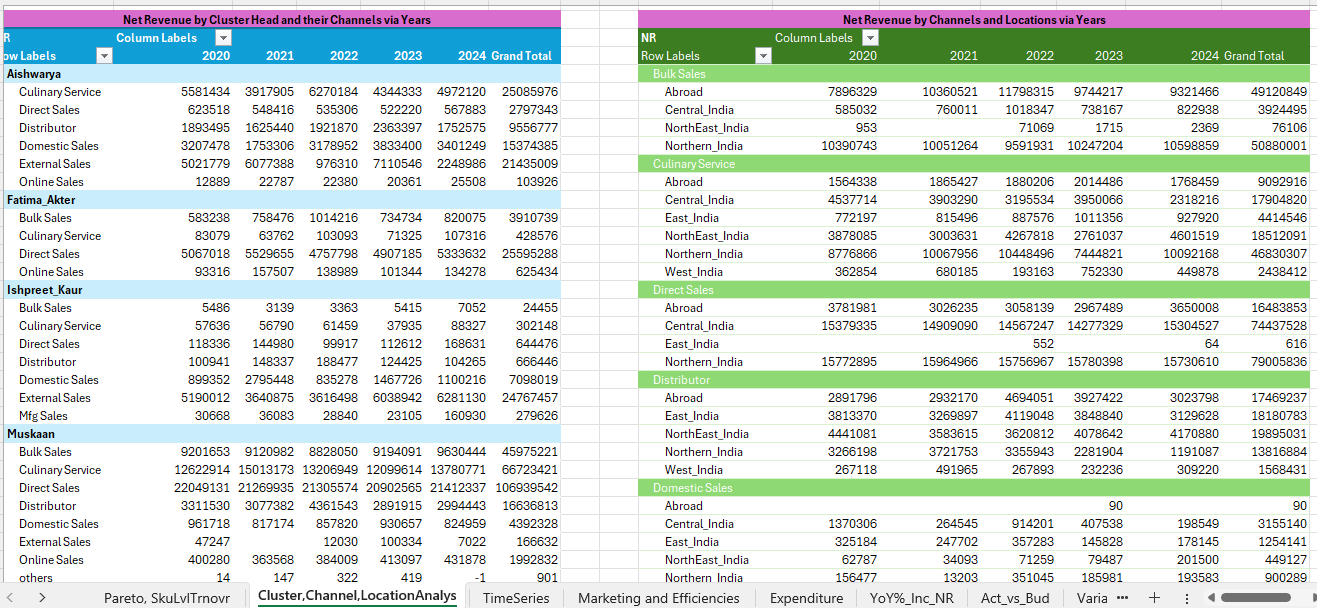 Net Revenue by Cluster Head and their Channels via Years
R Column Labels
ow Labels 2020 2021 2022 2023 2024 Grand Total
Aishwarya
Culinary Service 5581434 3917905 6270184 4344333 4972120 25085976
Direct Sales 623518 548416 535306 522220 567883 2797343
Distributor 1893495 1625440 1921870 2363397 1752575 9556777
Domestic Sales 3207478 1753306 3178952 3833400 3401249 15374385
External Sales 5021779 6077388 976310 7110546 2248986 21435009
Online Sales 12889 22787 22380 20361 25508 103926
Fatima_Akter
Bulk Sales 583238 758476 1014216 734734 820075 3910739
Culinary Service 83079 63762 103093 71325 107316 428576
Direct Sales 5067018 5529655 4757798 4907185 5333632 25595288
Online Sales 93316 157507 138989 101344 134278 625434
Ishpreet_Kaur
Bulk Sales 5486 3139 3363 5415 7052 24455
Culinary Service 57636 56790 61459 37935 88327 302148
Direct Sales 118336 144980 99917 112612 168631 644476
Distributor 100941 148337 188477 124425 104265 666446
Domestic Sales 899352 2795448 835278 1467726 1100216 7098019
External Sales 5190012 3640875 3616498 6038942 6281130 24767457
Mfg Sales 30668 36083 28840 23105 160930 279626
Muskaan
Bulk Sales 9201653 9120982 8828050 9194091 9630444 45975221
Culinary Service 12622914 15013173 13206949 12099614 13780771 66723421
Direct Sales 22049131 21269935 21305574 20902565 21412337 106939542
Distributor 3311530 3077382 4361543 2891915 2994443 16636813
Domestic Sales 961718 817174 857820 930657 824959 4392328
External Sales 47247 12030 100334 7022 166632
Online Sales 400280 363568 384009 413097 431878 1992832
others 14 147 322 419 -1 901
Net Revenue by Channels and Locations via Years
NR Column Labels
Row Labels 2020 2021 2022 2023 2024 Grand Total
Bulk Sales
Abroad 7896329 10360521 11798315 9744217 9321466 49120849
Central_India 585032 760011 1018347 738167 822938 3924495
NorthEast_India 953 71069 1715 2369 76106
Northern_India 10390743 10051264 9591931 10247204 10598859 50880001
Culinary Service
Abroad 1564338 1865427 1880206 2014486 1768459 9092916
Central_India 4537714 3903290 3195534 3950066 2318216 17904820
East_India 772197 815496 887576 1011356 927920 4414546
NorthEast_India 3878085 3003631 4267818 2761037 4601519 18512091
Northern_India 8776866 10067956 10448496 7444821 10092168 46830307
West_India 362854 680185 193163 752330 449878 2438412
Direct Sales
Abroad 3781981 3026235 3058139 2967489 3650008 16483853
Central_India 15379335 14909090 14567247 14277329 15304527 74437528
East_India 552 64 616
Northern_India 15772895 15964966 15756967 15780398 15730610 79005836
Distributor
Abroad 2891796 2932170 4694051 3927422 3023798 17469237
East_India 3813370 3269897 4119048 3848840 3129628 18180783
NorthEast_India 4441081 3583615 3620812 4078642 4170880 19895031
Northern_India 3266198 3721753 3355943 2281904 1191087 13816884
West_India 267118 491965 267893 232236 309220 1568431
Domestic Sales
Abroad 90 90
Central_India 1370306 264545 914201 407538 198549 3155140
East_India 325184 247702 357283 145828 178145 1254141
NorthEast_India 62787 34093 71259 79487 201500 449127
Northern_India 156477 13203 351045 185981 193583 900289
Pareto, SkuLvlTrnovr Cluster,Channel,LocationAnalys TimeSeries Marketing and Efficiencies Expenditure YoY%_Inc_NR Act_vs_Bud Varia